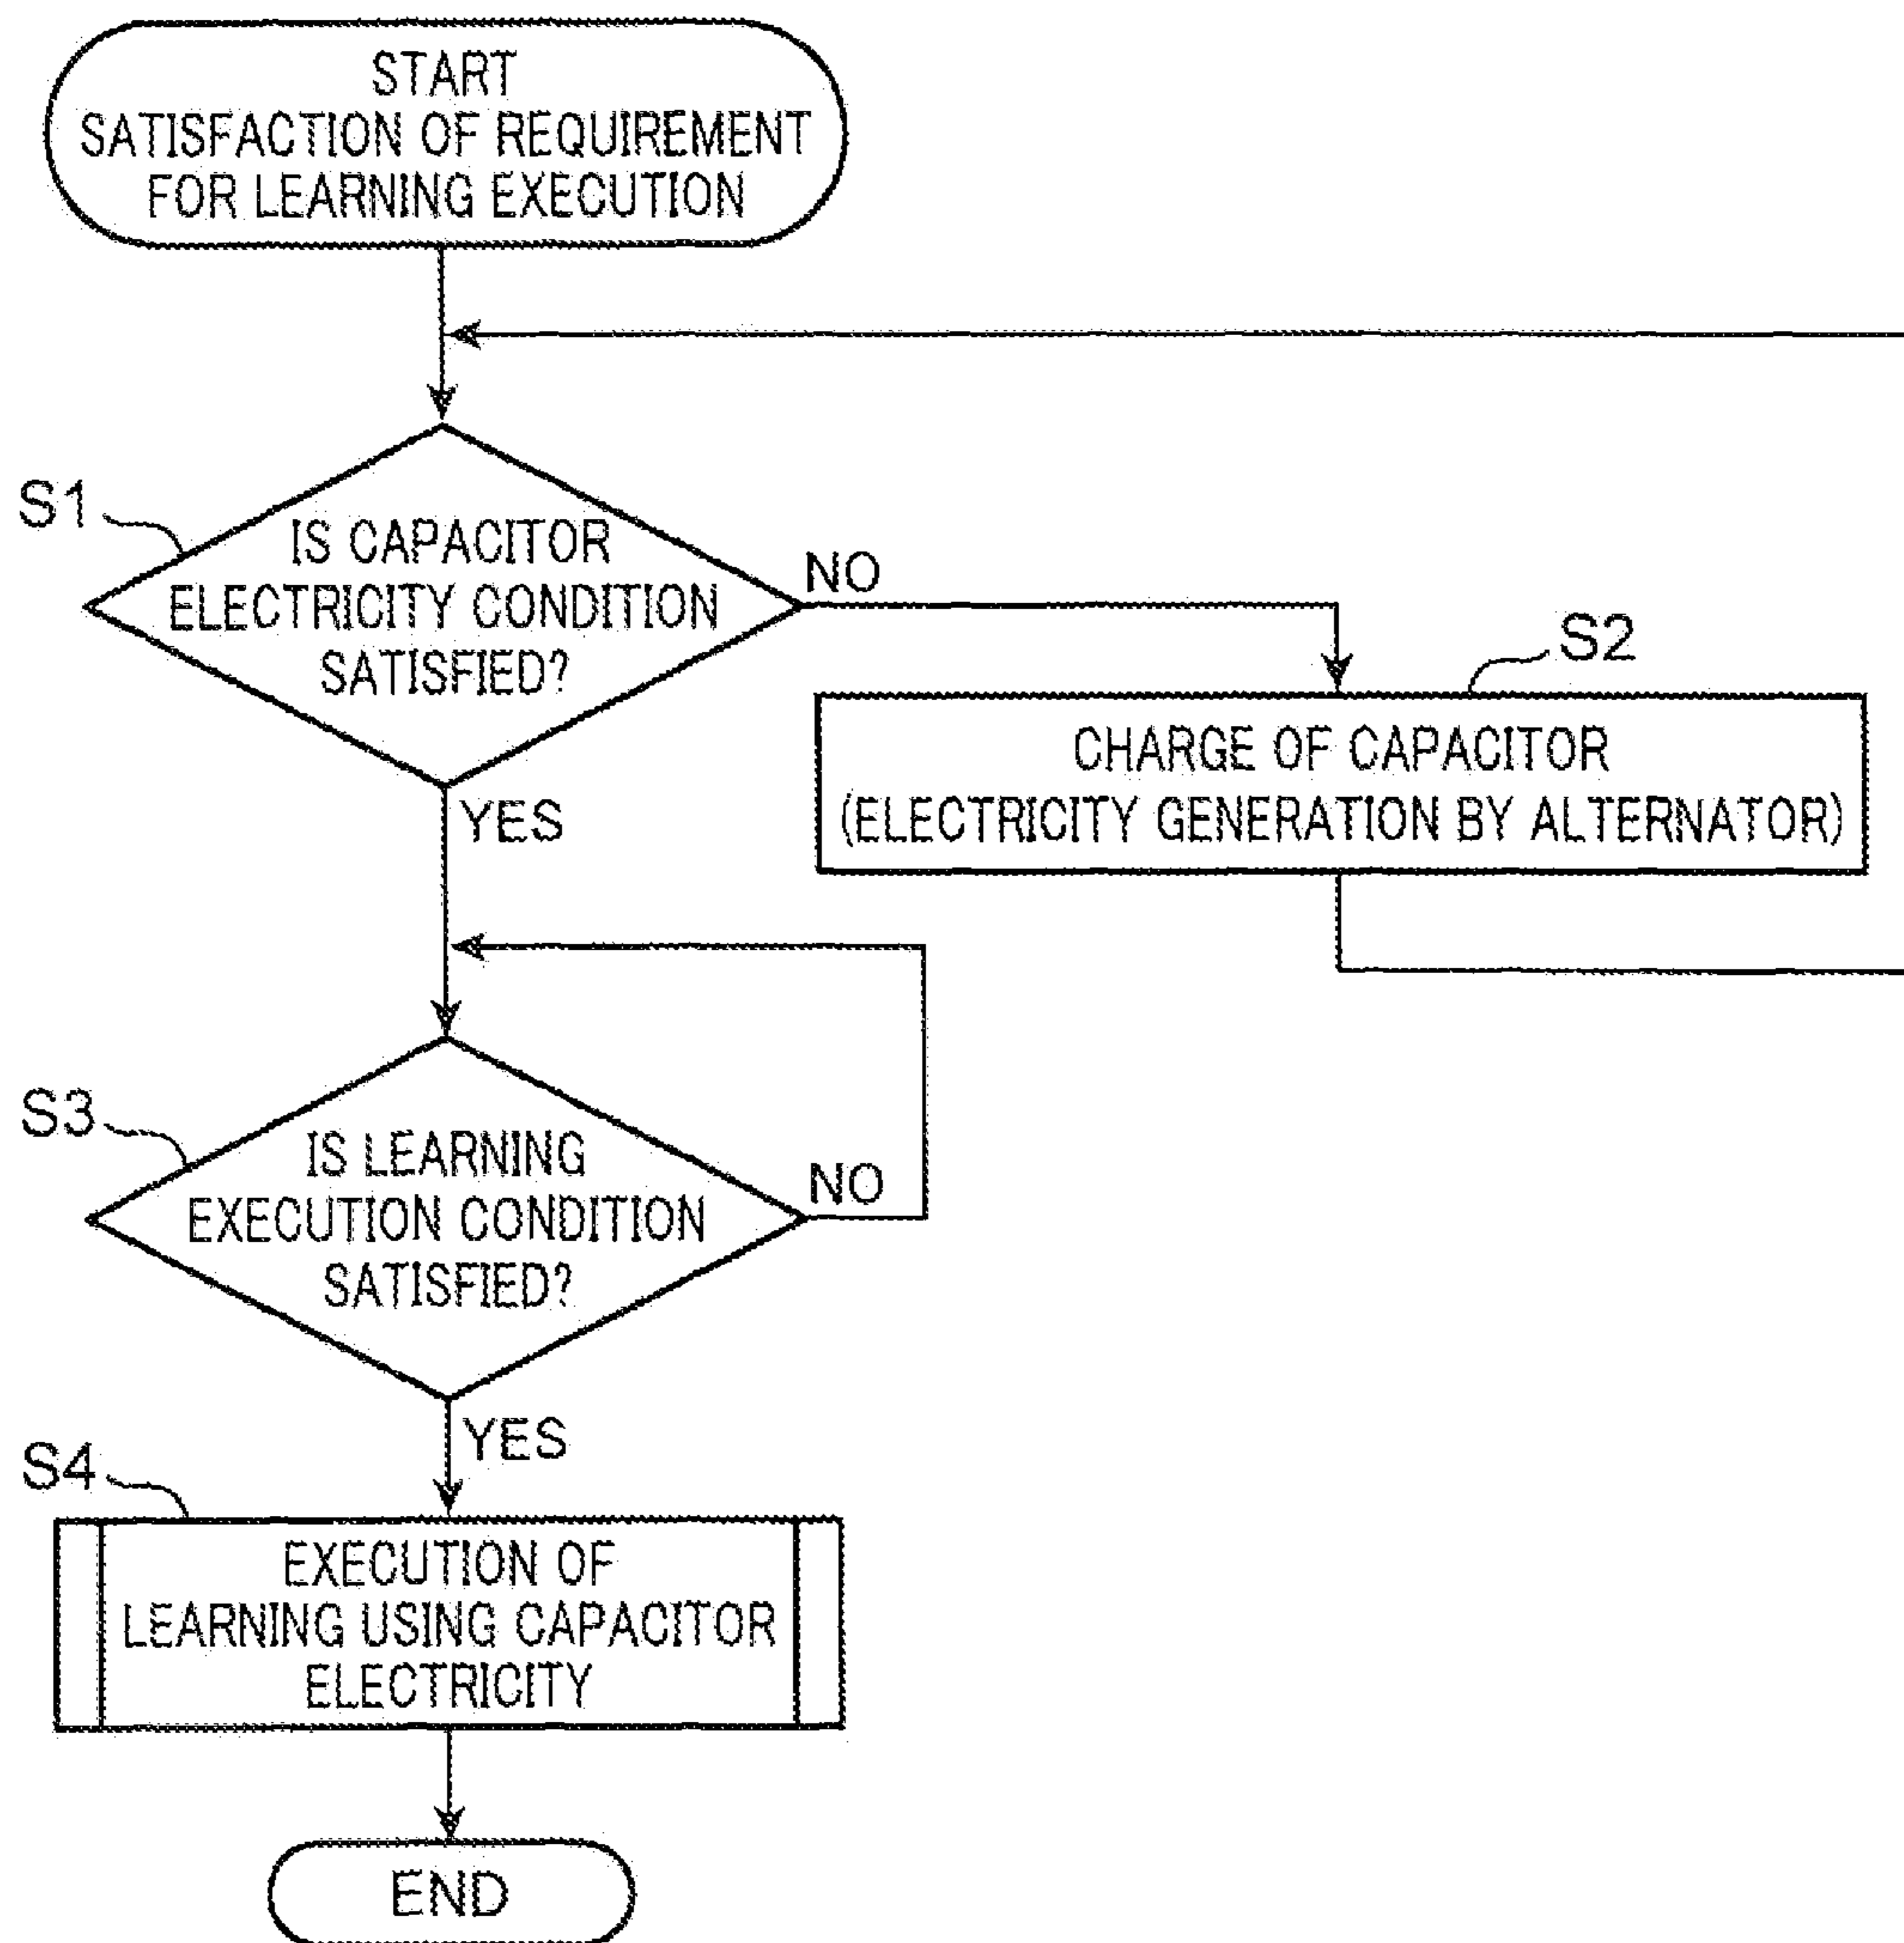 START
SATISFACTION OF REQUIREMENT
FOR LEARNING EXECUTION
S1
IS CAPACITOR
ELECTRICITY CONDITION
SATISFIED?
NO
YES
S2
CHARGE OF CAPACITOR
(ELECTRICITY GENERATION BY ALTERNATOR)
S3
IS LEARNING
EXECUTION CONDITION
SATISFIED?
NO
YES
S4
EXECUTION OF
LEARNING USING CAPACITOR
ELECTRICITY
END